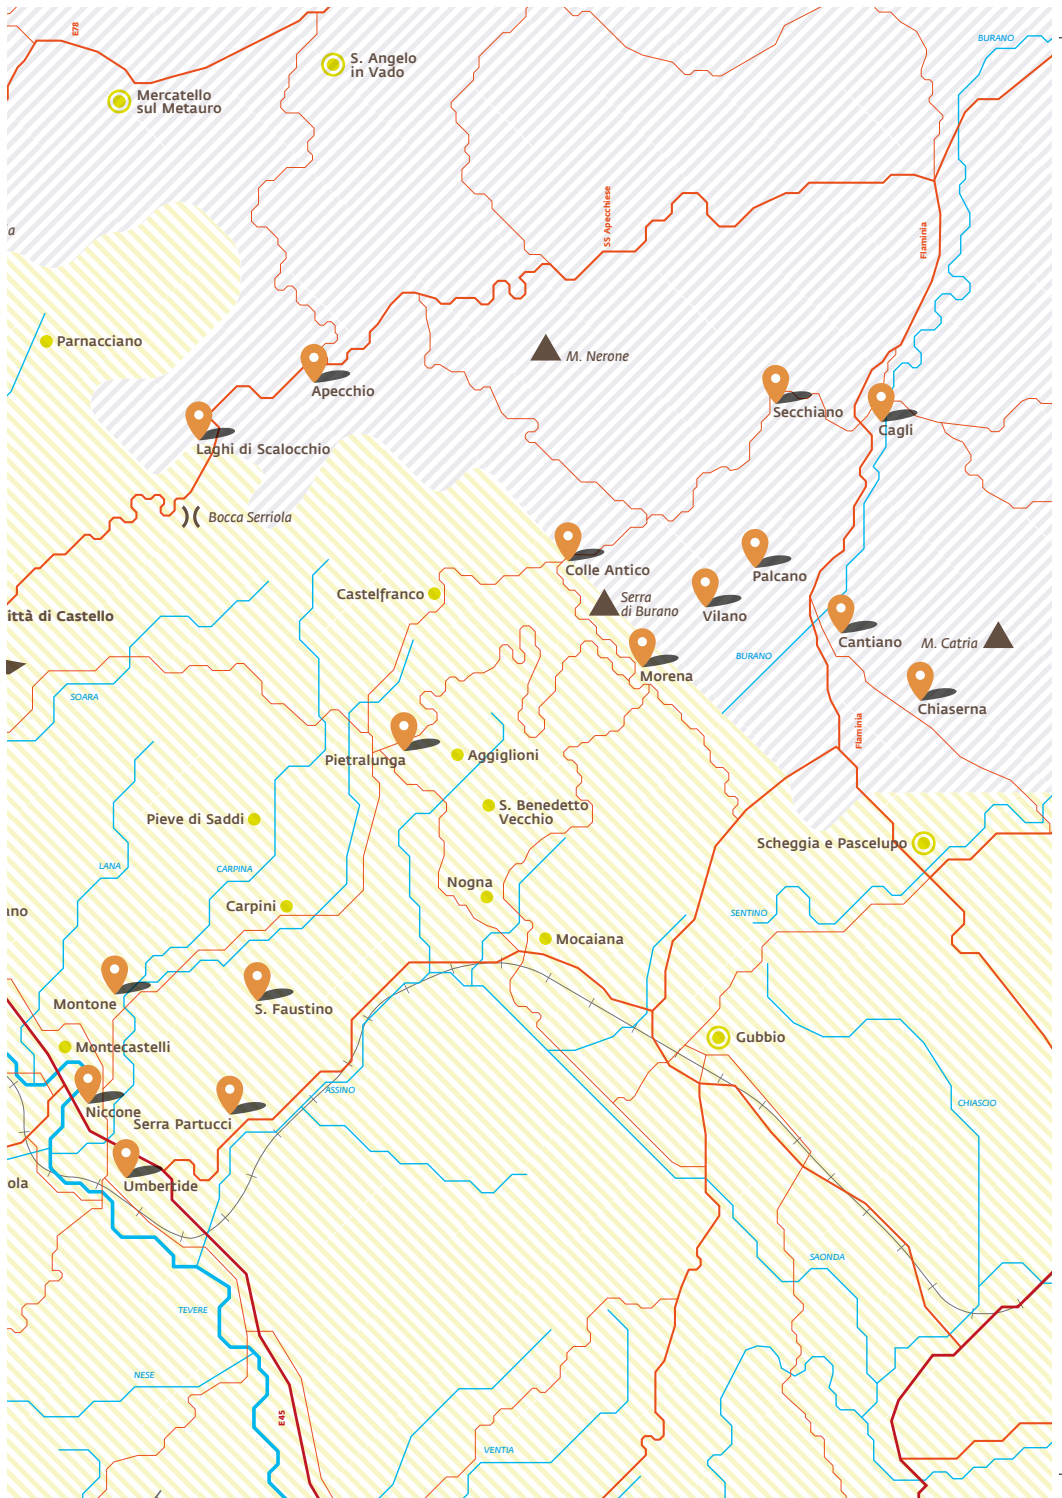 E78
BURANO
S. Angelo
in Vado
Mercatello
sul Metauro
SS Apecchiese
Flaminia
a
Parnacciano
M. Nerone
Apecchio
Secchiano
Cagli
Laghi di Scalocchio
Bocca Serriola
Colle Antico
Palcano
Castelfranco
Serra
di Burano
Vilano
ittà di Castello
Cantiano
M. Catria
BURANO
Morena
SOARA
Chiaserna
Flaminia
Pietralunga
Aggiglioni
S. Benedetto
Vecchio
Pieve di Saddi
Scheggia e Pascelupo
LANA
CARPINA
Nogna
Carpini
ano
SENTINO
Mocaiana
Montone
S. Faustino
Gubbio
Montecastelli
ASSINO
CHIASCIO
Niccone
Serra Partucci
ola
Umbertide
SAONDA
TEVERE
NESE
E45
VENTIA